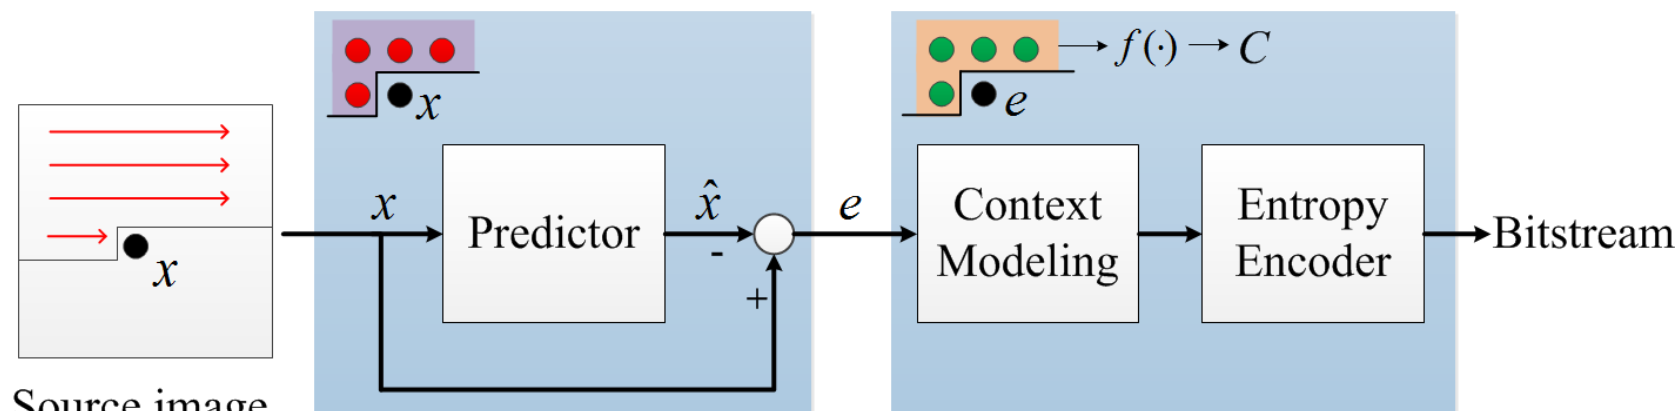 x
f(·) → C
e
x
x
Predictor
x̂
-
+
e
Context
Modeling
Entropy
Encoder
Bitstream
Source image